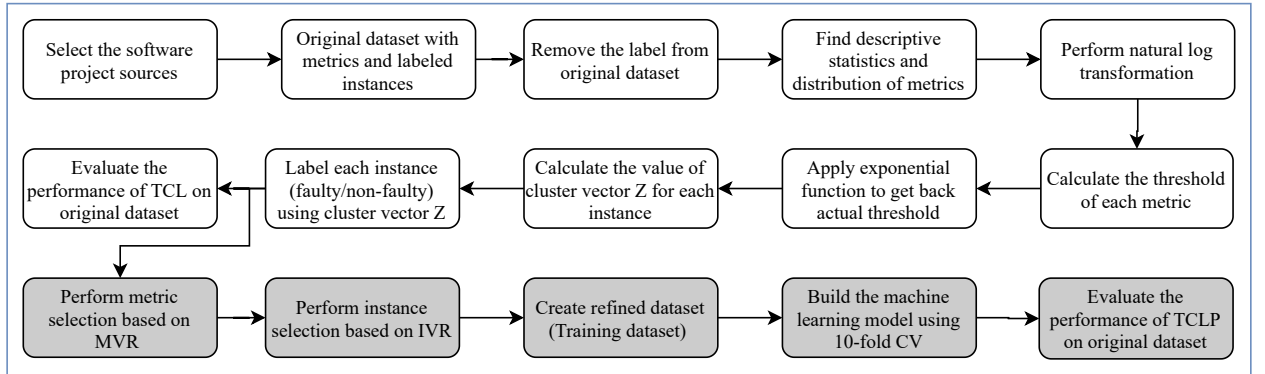 Select the software
project sources
Original dataset with
metrics and labeled
instances
Remove the label from
original dataset
Find descriptive
statistics and
distribution of metrics
Perform natural log
transformation
Evaluate the
performance of TCL on
original dataset
Label each instance
(faulty/non-faulty)
using cluster vector Z
Calculate the value of
cluster vector Z for each
instance
Apply exponential
function to get back
actual threshold
Calculate the threshold
of each metric
Perform metric
selection based on
MVR
Perform instance
selection based on IVR
Create refined dataset
(Training dataset)
Build the machine
learning model using
10-fold CV
Evaluate the
performance of TCLP
on original dataset